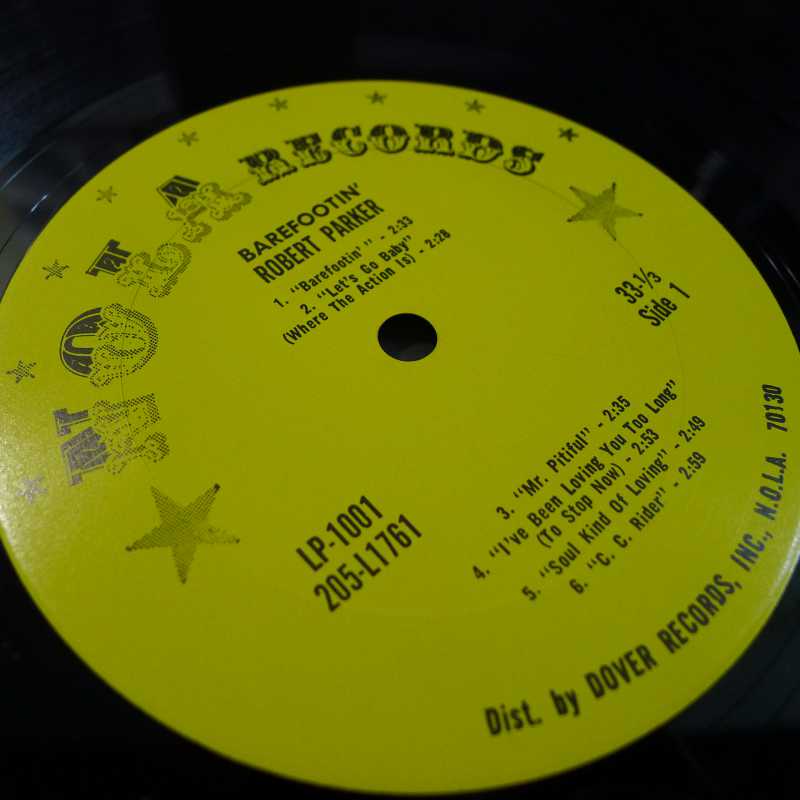 NOLA RECORDS
BAREFOOTIN'
ROBERT PARKER
1. "Barefootin'" - 2:33
2. "Let's Go Baby" - 2:28
(Where The Action Is)
33-1/3
Side 1
LP-1001
205-L1761
3. "Mr. Pitiful" - 2:35
4. "I've Been Loving You Too Long"
(To Stop Now) - 2:53
5. "Soul Kind Of Loving" - 2:49
6. "C. C. Rider" - 2:59
Dist. by DOVER RECORDS, INC., N.O.L.A. 70130